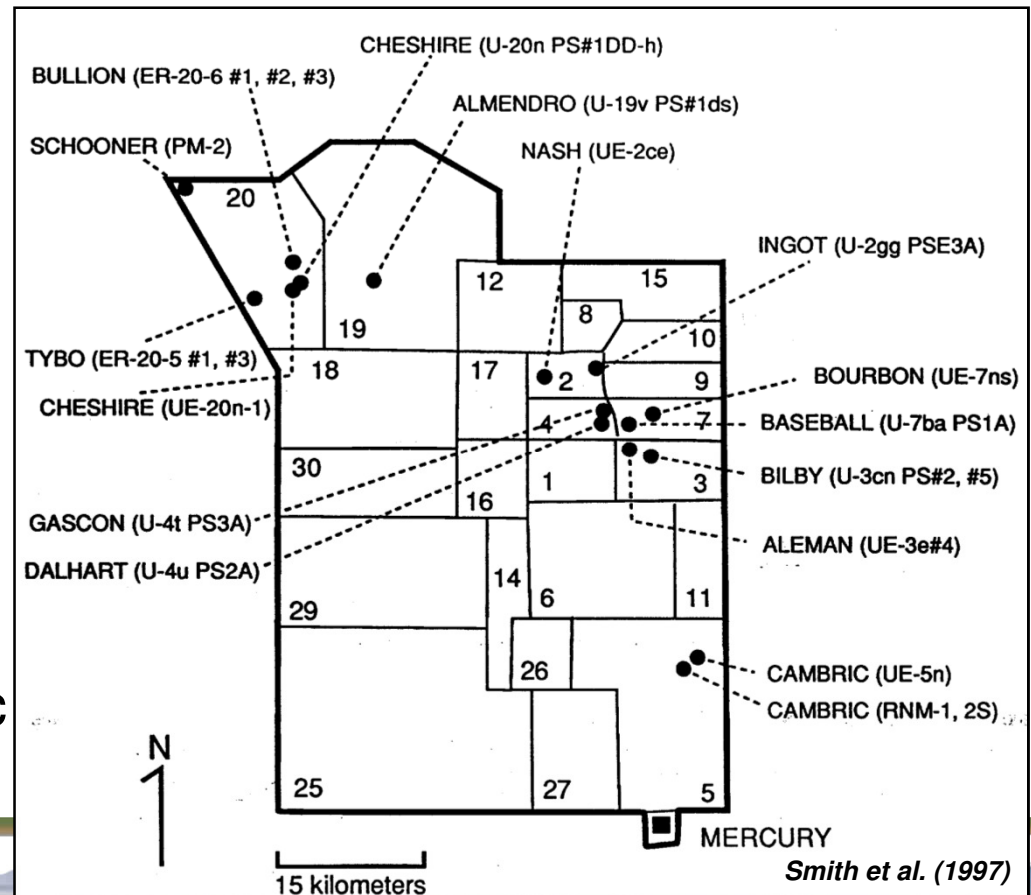 CHESHIRE (U-20n PS#1DD-h)
BULLION (ER-20-6 #1, #2, #3)
ALMENDRO (U-19v PS#1ds)
SCHOONER (PM-2)
NASH (UE-2ce)
20
INGOT (U-2gg PSE3A)
12
15
8
19
10
TYBO (ER-20-5 #1, #3)
18
17
2
9
BOURBON (UE-7ns)
CHESHIRE (UE-20n-1)
4
7
BASEBALL (U-7ba PS1A)
30
1
3
BILBY (U-3cn PS#2, #5)
16
GASCON (U-4t PS3A)
ALEMAN (UE-3e#4)
DALHART (U-4u PS2A)
14
29
6
11
26
CAMBRIC (UE-5n)
C
CAMBRIC (RNM-1, 2S)
N
25
27
5
MERCURY
15 kilometers
Smith et al. (1997)